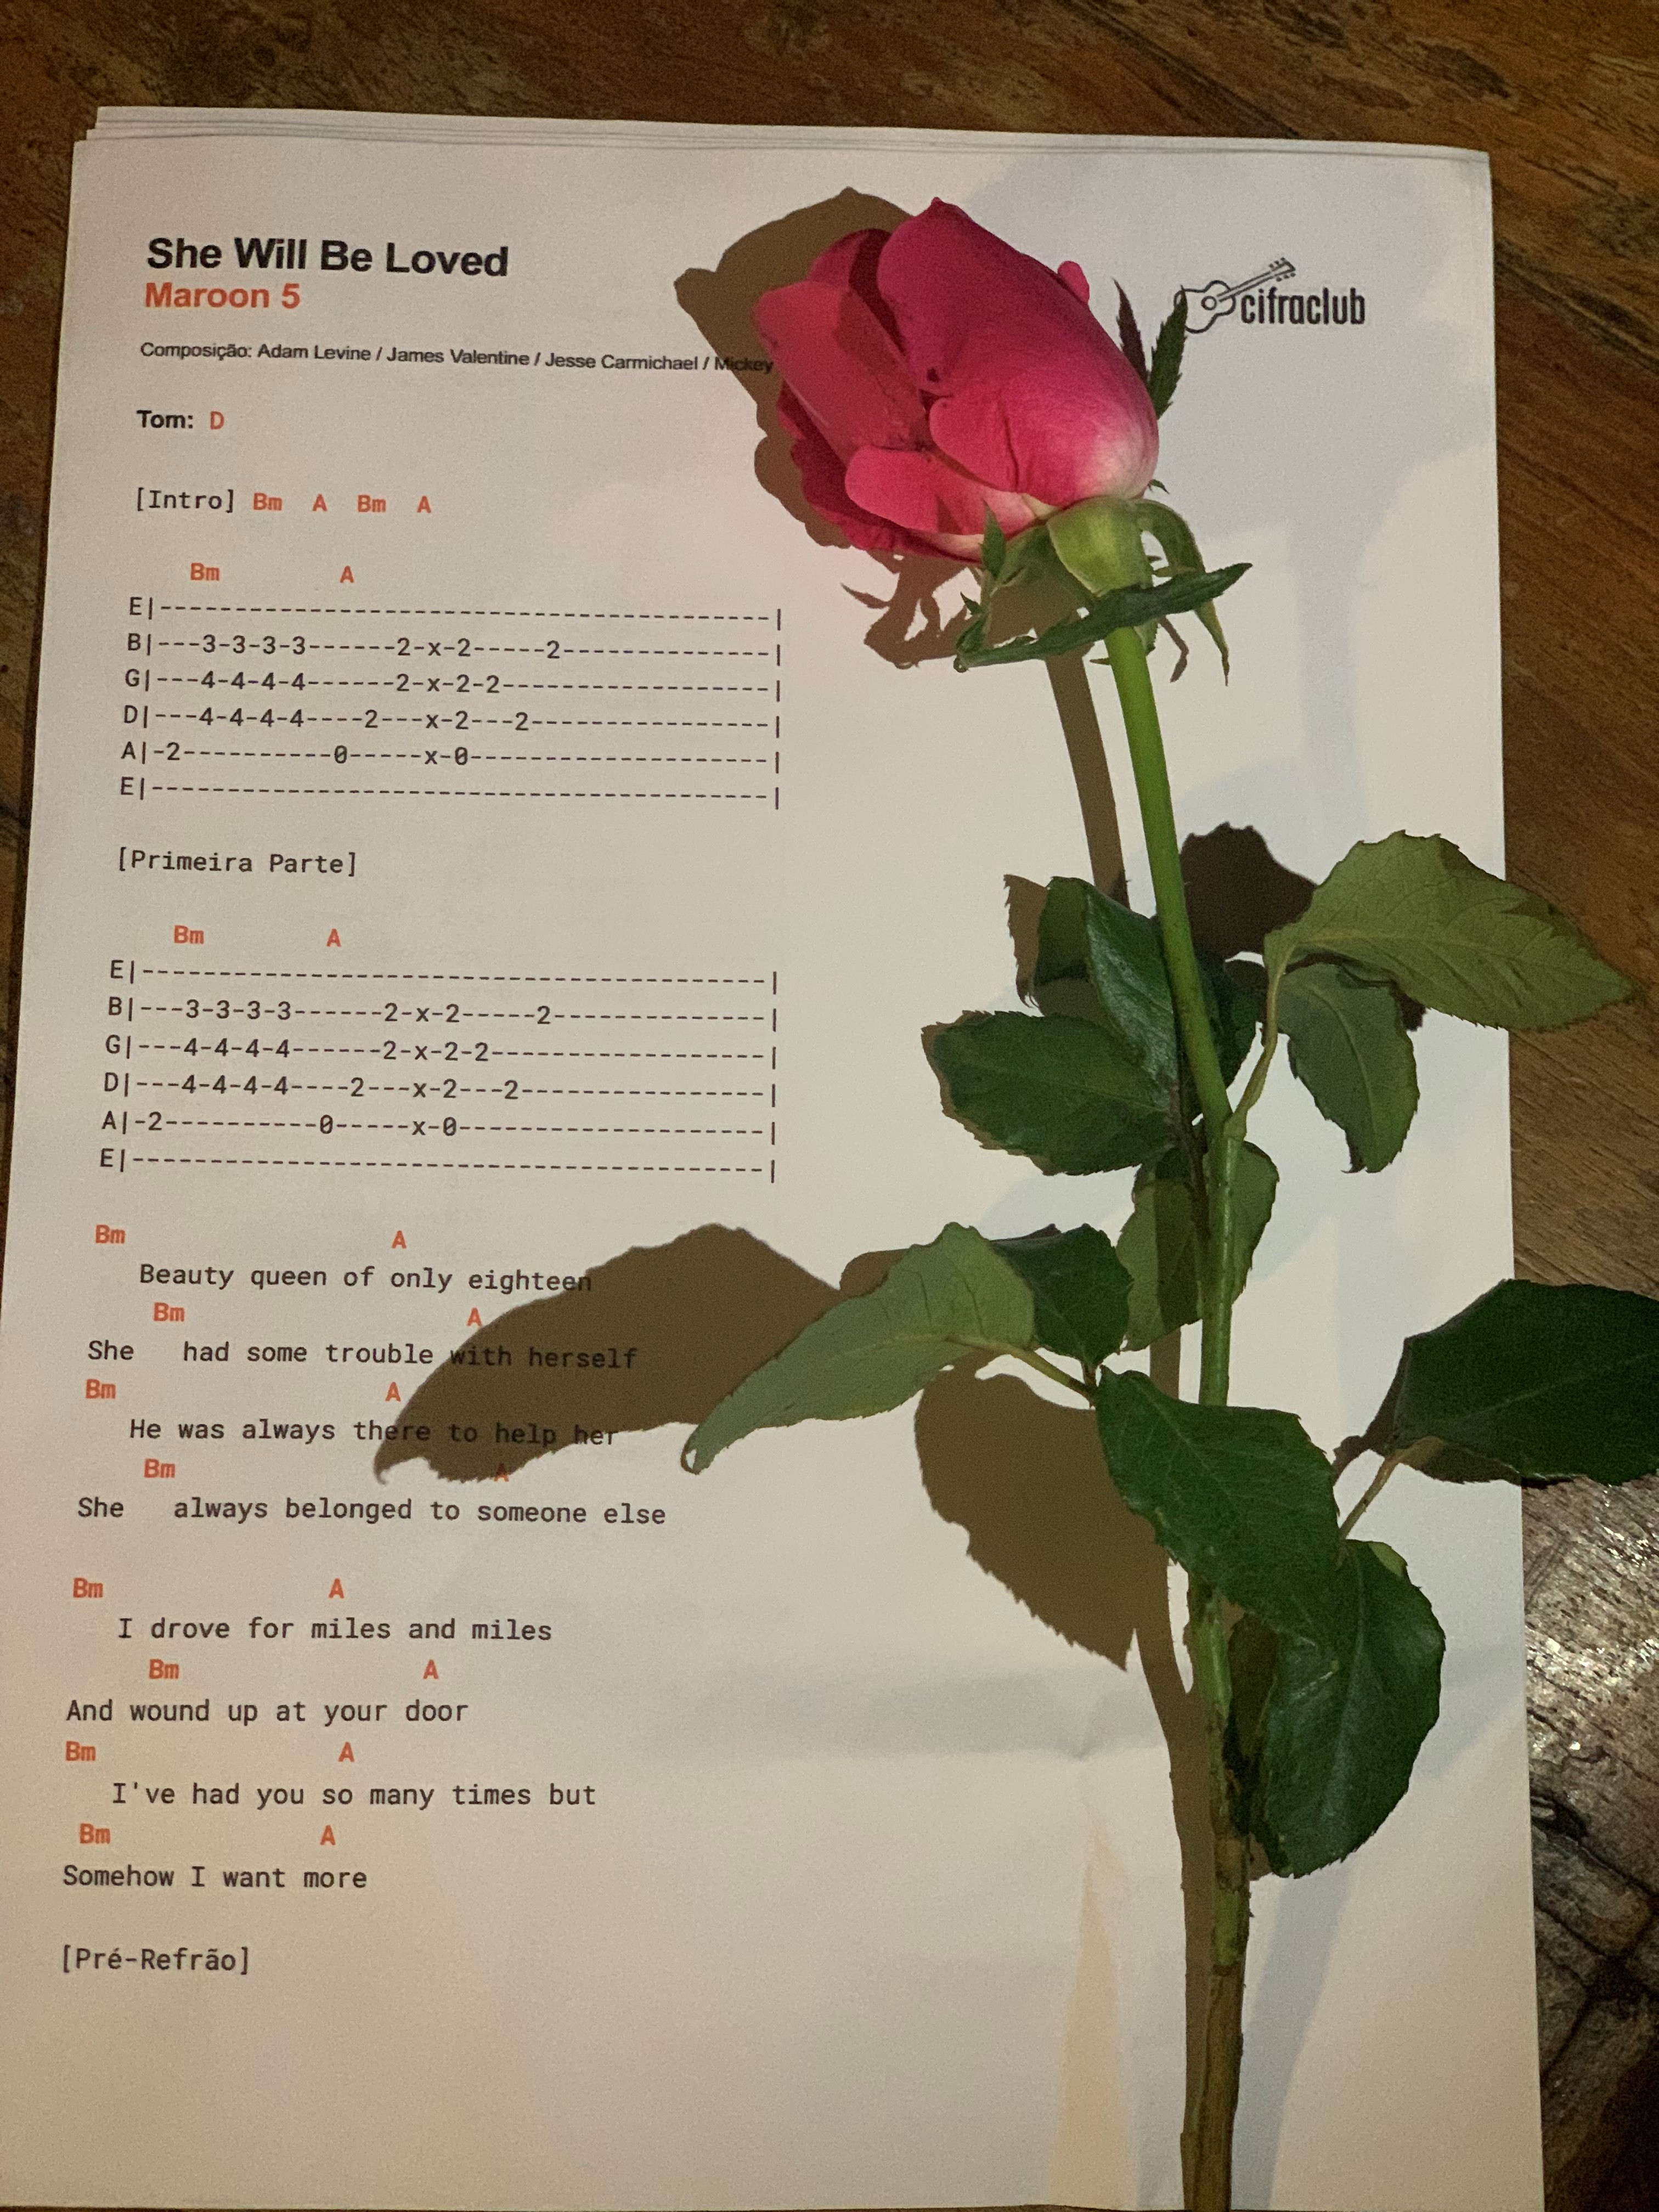 She Will Be Loved
Maroon 5
cifraclub
Composição: Adam Levine / James Valentine / Jesse Carmichael / Mickey
Tom: D
[Intro] Bm A Bm A
Bm A
E|-----------------------------------------|
B|---3-3-3-3------2-x-2-----2--------------|
G|---4-4-4-4------2-x-2-2------------------|
D|---4-4-4-4----2---x-2---2----------------|
A|-2----------0-----x-0--------------------|
E|-----------------------------------------|
[Primeira Parte]
Bm A
E|-----------------------------------------|
B|---3-3-3-3------2-x-2-----2--------------|
G|---4-4-4-4------2-x-2-2------------------|
D|---4-4-4-4----2---x-2---2----------------|
A|-2----------0-----x-0--------------------|
E|-----------------------------------------|
Bm A
Beauty queen of only eighteen
Bm A
She had some trouble with herself
Bm A
He was always there to help her
Bm A
She always belonged to someone else
Bm A
I drove for miles and miles
Bm A
And wound up at your door
Bm A
I've had you so many times but
Bm A
Somehow I want more
[Pré-Refrão]